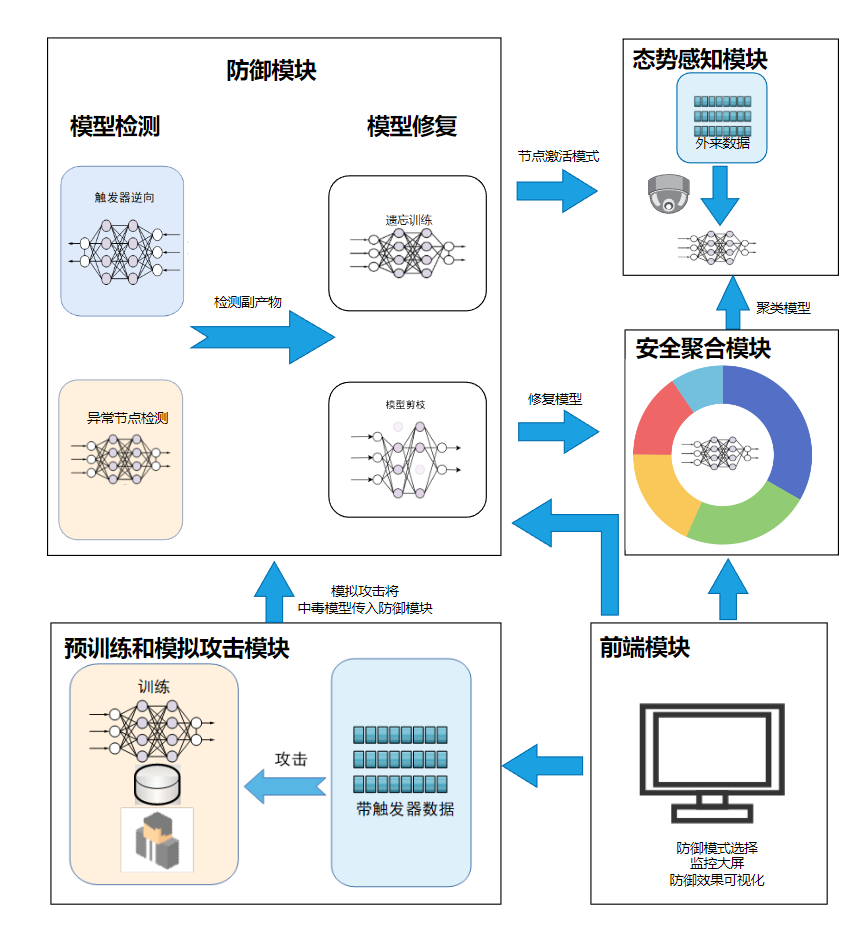 防御模块
模型检测
模型修复
触发器逆向
遗忘训练
检测副产物
异常节点检测
模型剪枝
节点激活模式
态势感知模块
外来数据
聚类模型
安全聚合模块
修复模型
模拟攻击将
中毒模型传入防御模块
预训练和模拟攻击模块
训练
攻击
带触发器数据
前端模块
防御模式选择
监控大屏
防御效果可视化